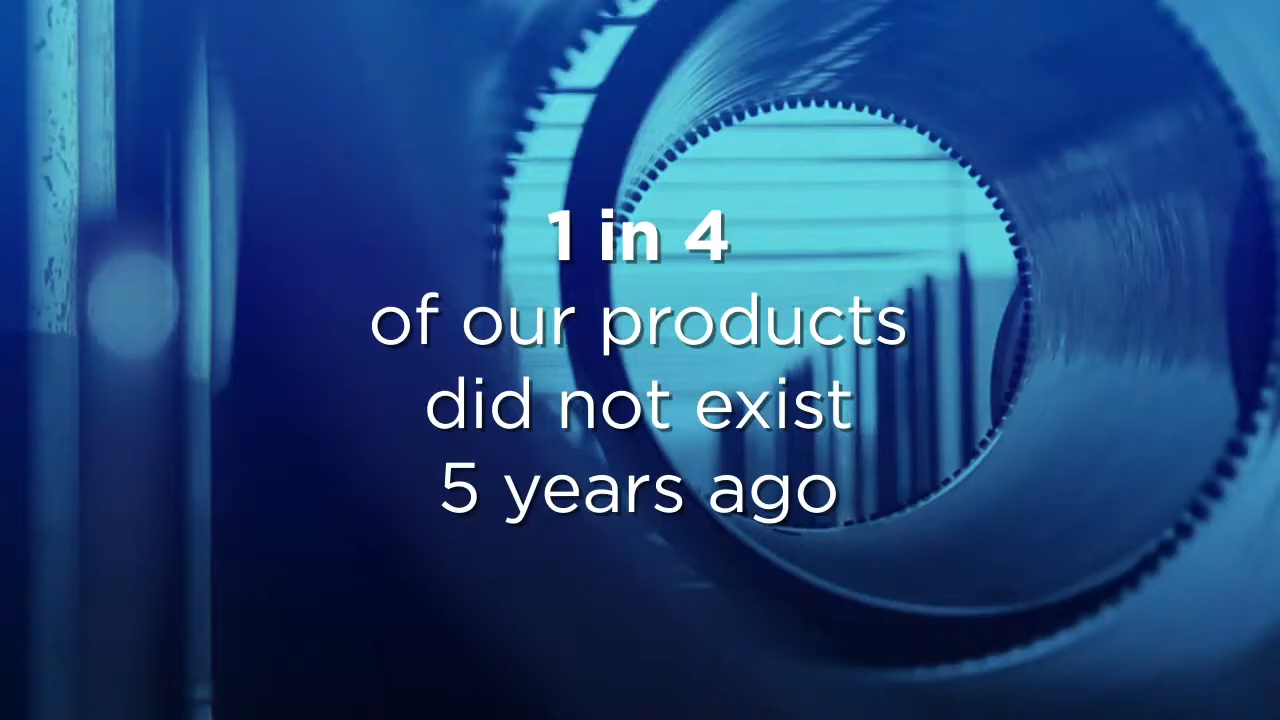 1 in 4
of our products
did not exist
5 years ago